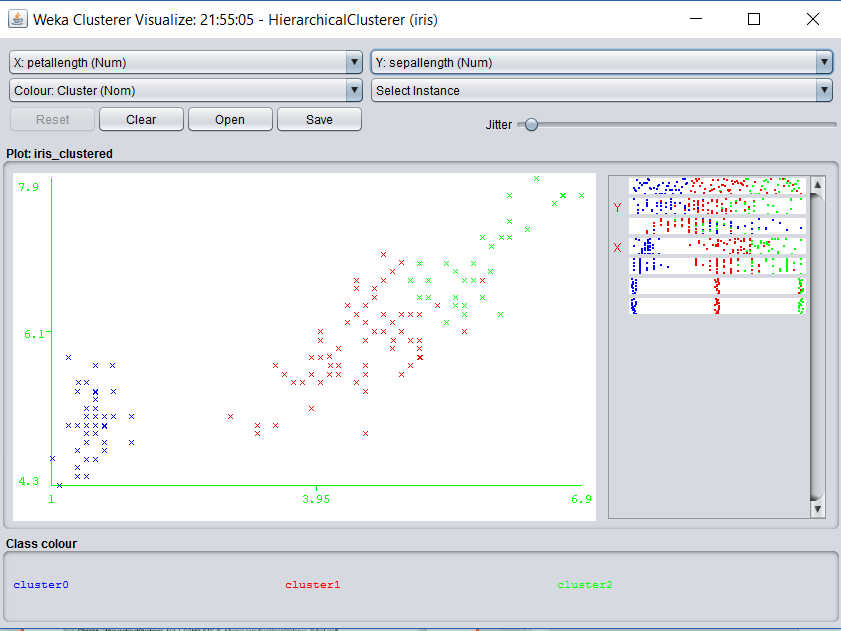 Weka Clusterer Visualize: 21:55:05 - HierarchicalClusterer (iris)
X: petallength (Num)
Y: sepallength (Num)
Colour: Cluster (Nom)
Select Instance
Reset
Clear
Open
Save
Jitter
Plot: iris_clustered
7.9
6.1
4.3
1
3.95
6.9
Y
X
Class colour
cluster0
cluster1
cluster2